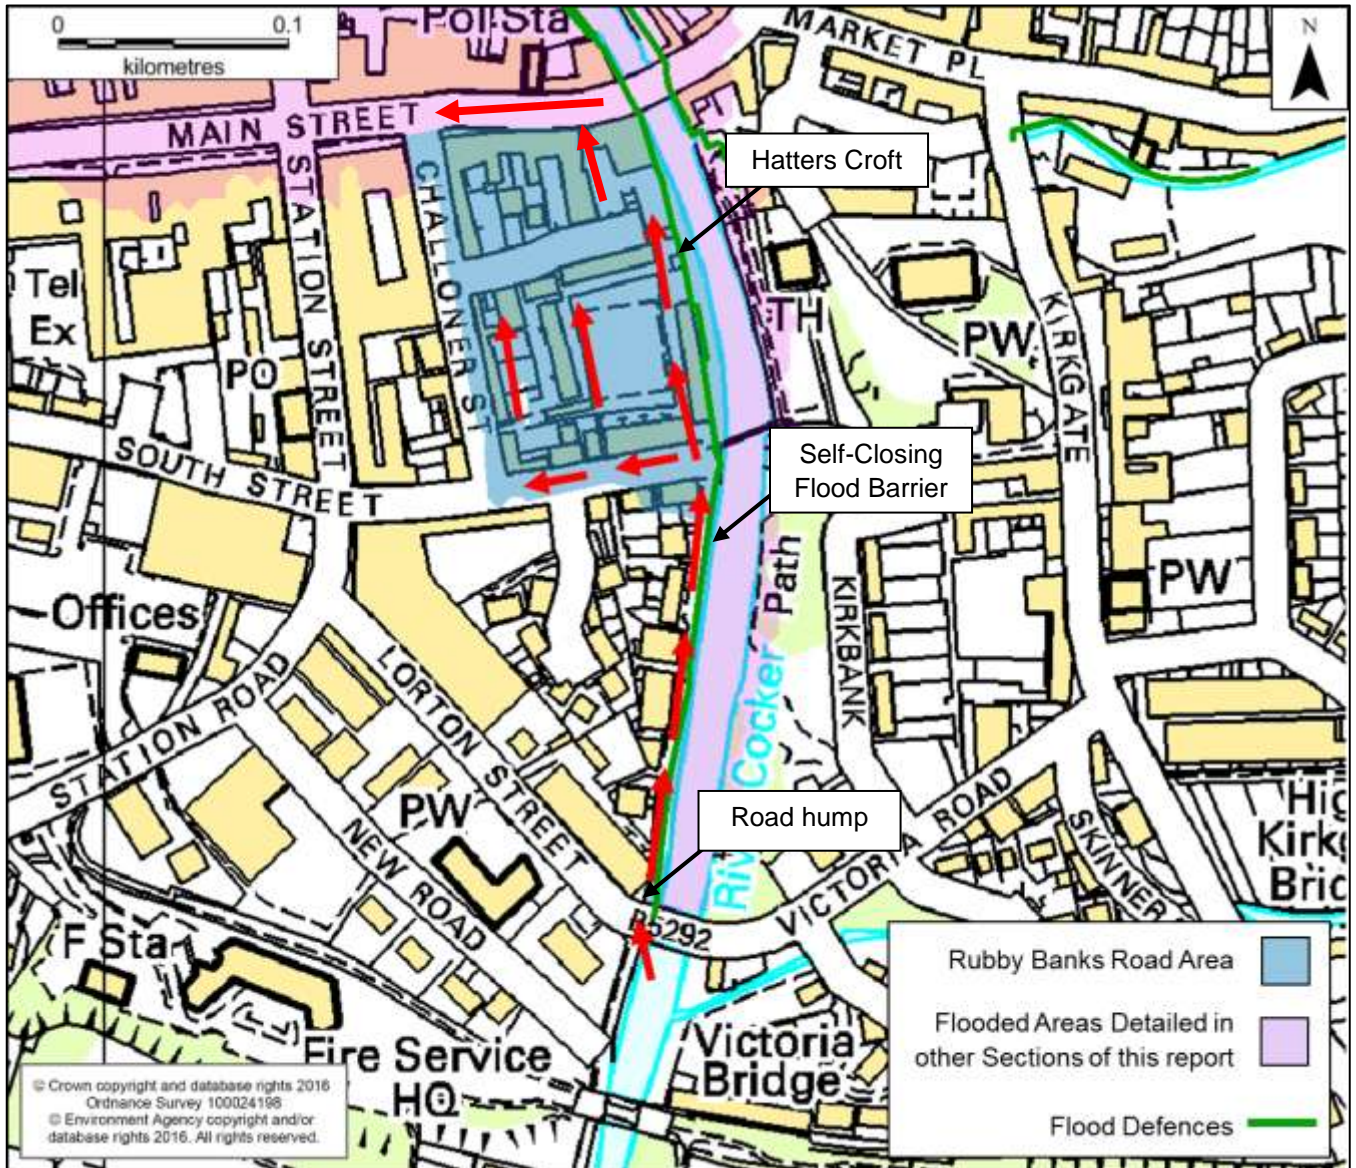 0 0.1
kilometres
Pol Sta
MARKET PL
N
MAIN STREET
Hatters Croft
STATION STREET
CHALLONER ST
Tel
Ex
TH
PW
KIRKGATE
PO
SOUTH STREET
Self-Closing
Flood Barrier
Path
PW
KIRKBANK
Offices
LORTON STREET
STATION ROAD
River Cocker
Road hump
PW
NEW ROAD
VICTORIA ROAD
SKINNER
Hig
Kirkg
Bridg
B5292
F Sta
Rubby Banks Road Area
Flooded Areas Detailed in
other Sections of this report
Flood Defences
Fire Service
HQ
Victoria
Bridge
© Crown copyright and database rights 2016
Ordnance Survey 100024198
© Environment Agency copyright and/or
database rights 2016. All rights reserved.